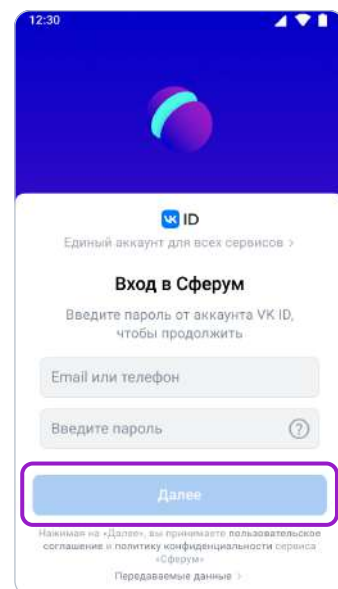 12:30
VK ID
Единый аккаунт для всех сервисов >
Вход в Сферум
Введите пароль от аккаунта VK ID,
чтобы продолжить
Email или телефон
Введите пароль ?
Далее
Нажимая на «Далее», вы принимаете пользовательское
соглашение и политику конфиденциальности сервиса
«Сферум»
Передаваемые данные >